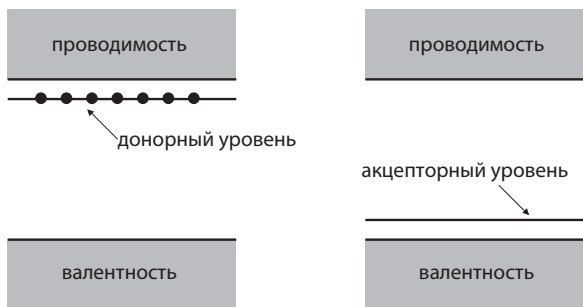 проводимость
донорный уровень
валентность
проводимость
акцепторный уровень
валентность